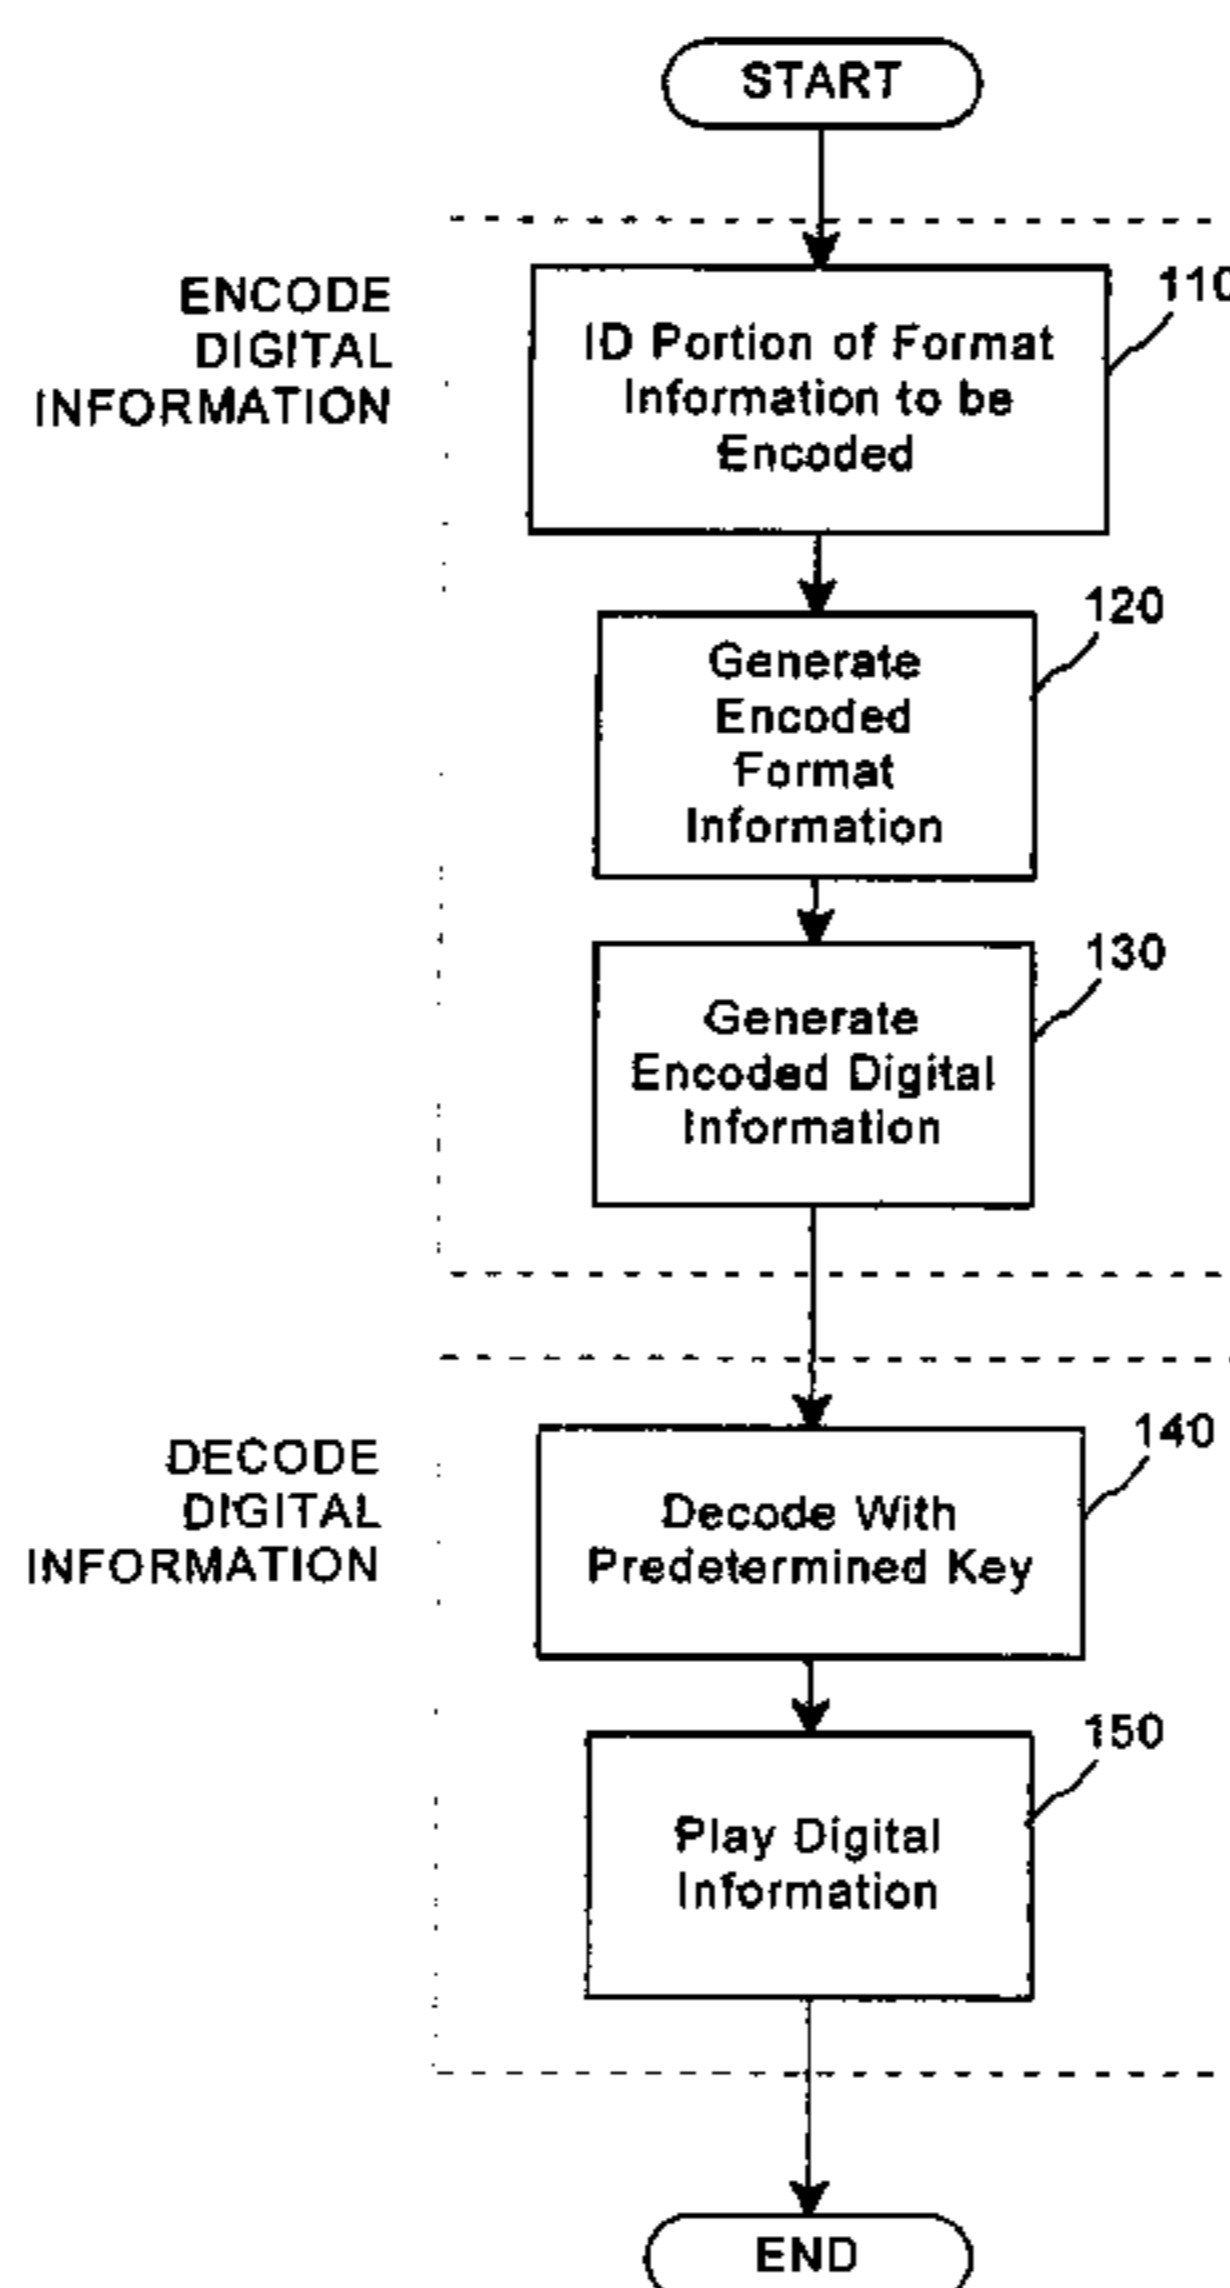 START
ENCODE
DIGITAL
INFORMATION
110
ID Portion of Format
Information to be
Encoded
120
Generate
Encoded
Format
Information
130
Generate
Encoded Digital
Information
DECODE
DIGITAL
INFORMATION
140
Decode With
Predetermined Key
150
Play Digital
Information
END